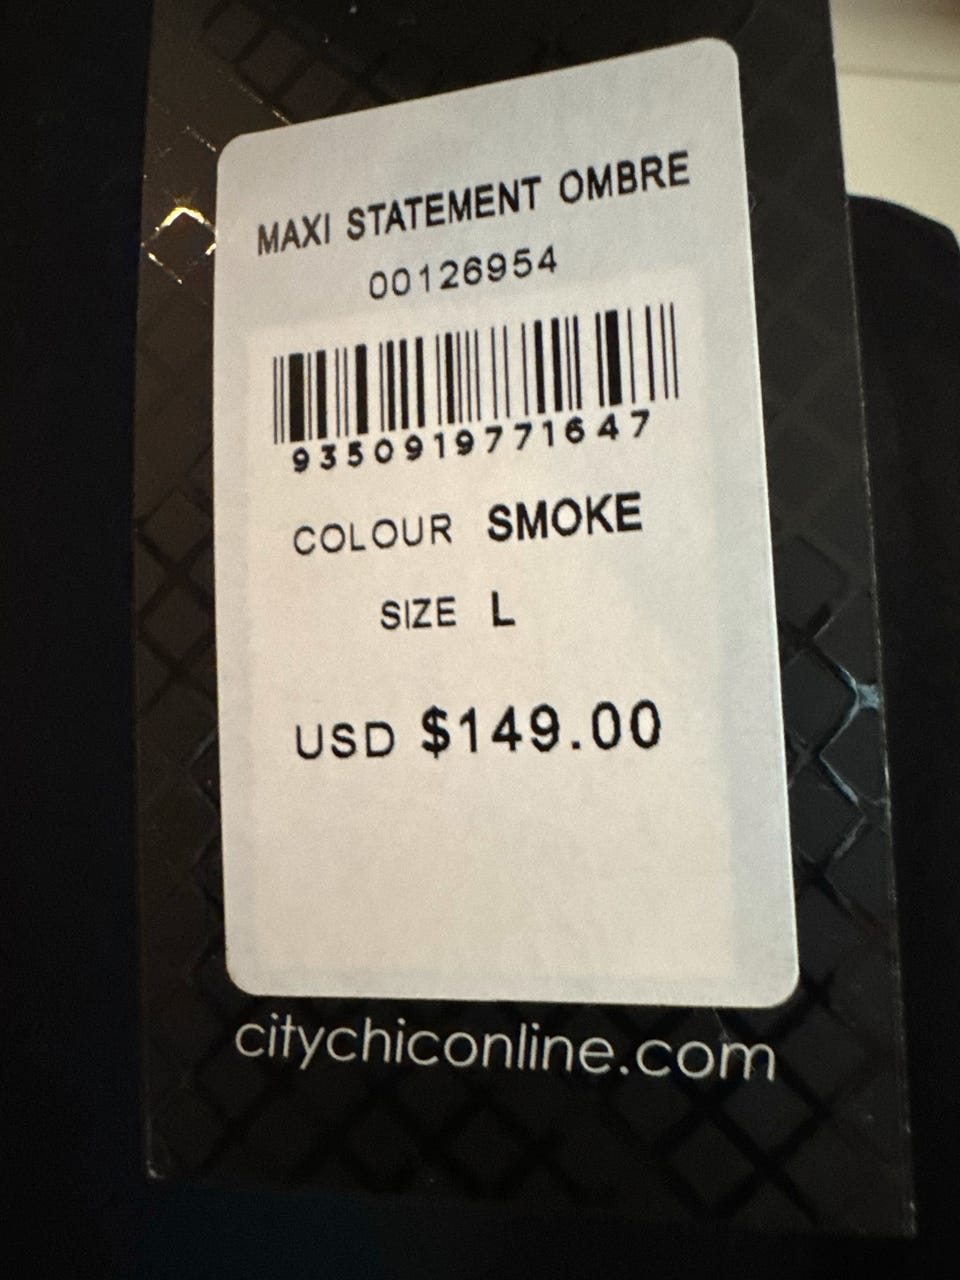 MAXI STATEMENT OMBRE
00126954
9350919771647
COLOUR SMOKE
SIZE L
USD $149.00
citychiconline.com